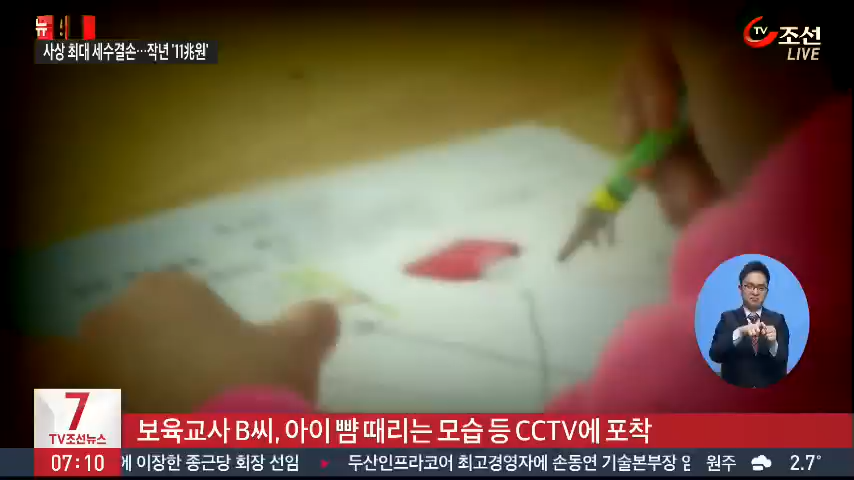 뉴
사상 최대 세수결손…작년 '11兆원'
TV조선
LIVE
7
TV조선뉴스
보육교사 B씨, 아이 뺨 때리는 모습 등 CCTV에 포착
07:10
에 이장한 종근당 회장 선임 ▶ 두산인프라코어 최고경영자에 손동연 기술본부장 원주 2.7°